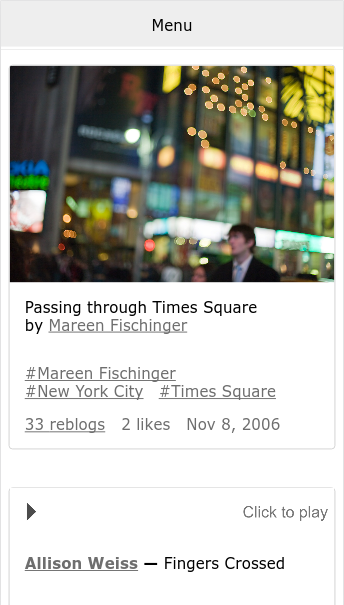 Menu
Passing through Times Square
by Mareen Fischinger
#Mareen Fischinger
#New York City #Times Square
33 reblogs 2 likes Nov 8, 2006
Click to play
Allison Weiss — Fingers Crossed